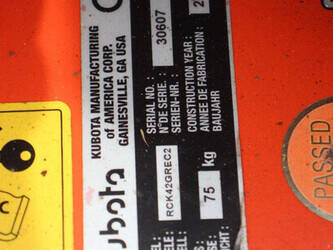 KUBOTA MANUFACTURING
of AMERICA CORP.
GAINESVILLE, GA USA
SERIAL NO.:
N°DE SERIE. :
SERIEN-NR. :
30607
CONSTRUCTION YEAR:
ANNEE DE FABRICATION:
BAUJAHR
RCK42GREC2
75 kg
PASSED